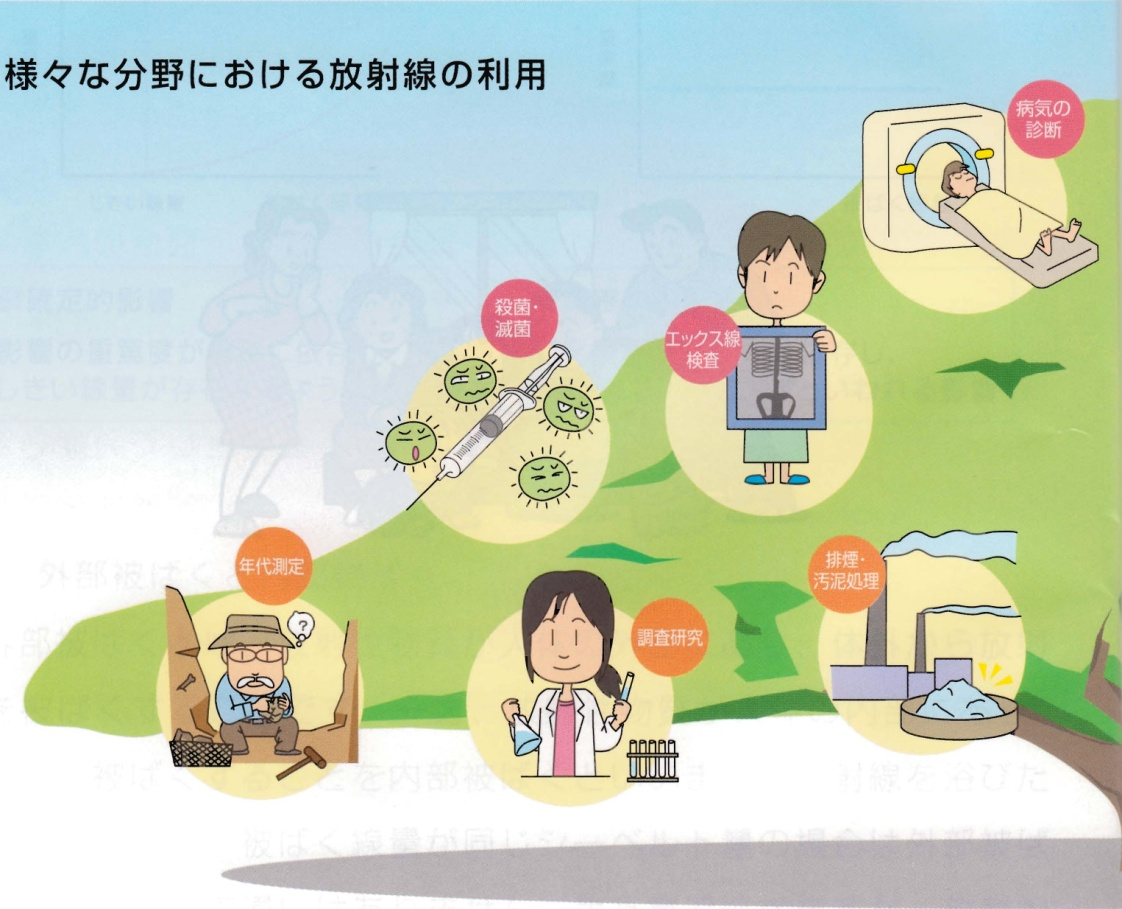 様々な分野における放射線の利用
病気の
診断
殺菌・
滅菌
エックス線
検査
年代測定
調査研究
排煙・
汚泥処理
?